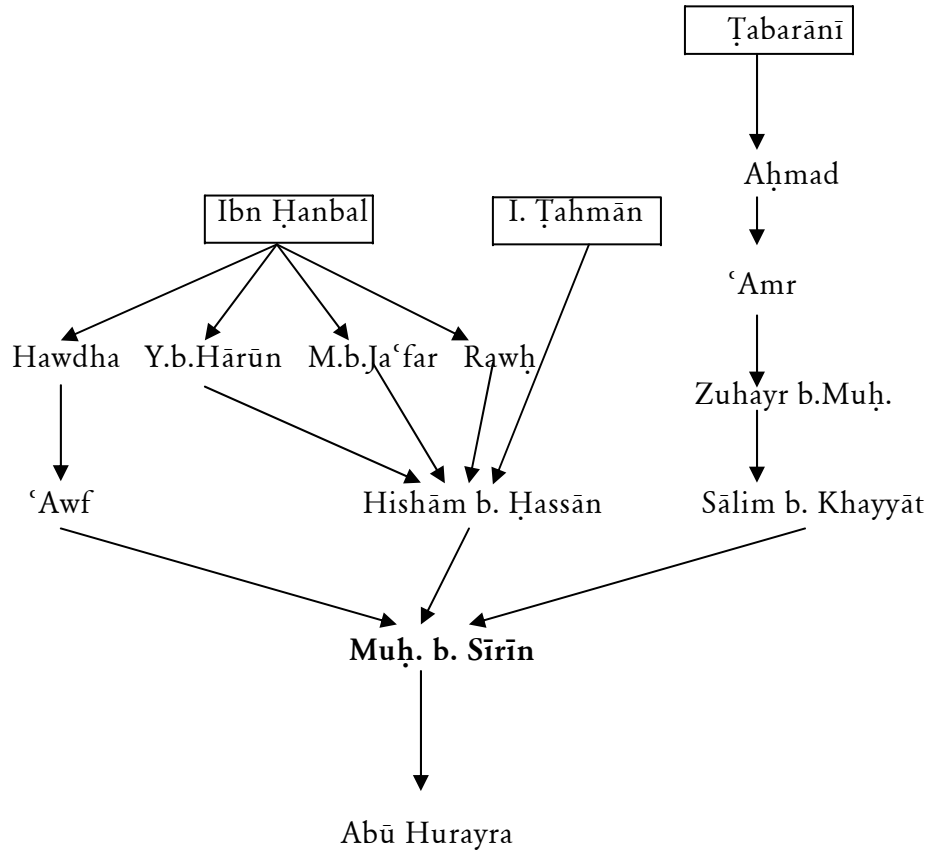 Ṭabarānī
Aḥmad
Ibn Ḥanbal
I. Ṭahmān
ʿAmr
Hawdha
Y.b.Hārūn
M.b.Jaʿfar
Rawḥ
Zuhayr b.Muḥ.
ʿAwf
Hishām b. Ḥassān
Sālim b. Khayyāt
Muḥ. b. Sīrīn
Abū Hurayra